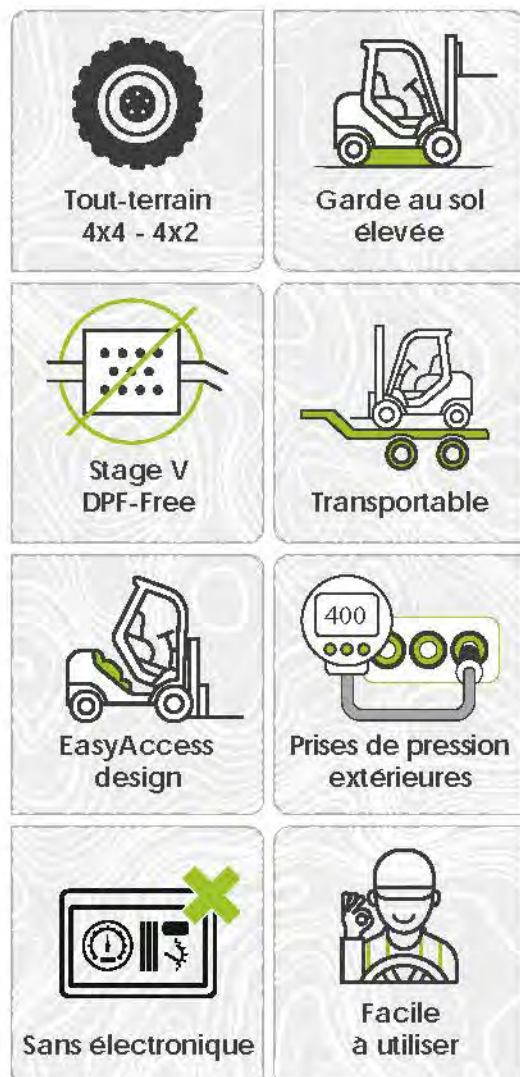 Tout-terrain
4x4 - 4x2
Garde au sol
élevée
Stage V
DPF-Free
Transportable
EasyAccess
design
400
Prises de pression
extérieures
Sans électronique
Facile
à utiliser